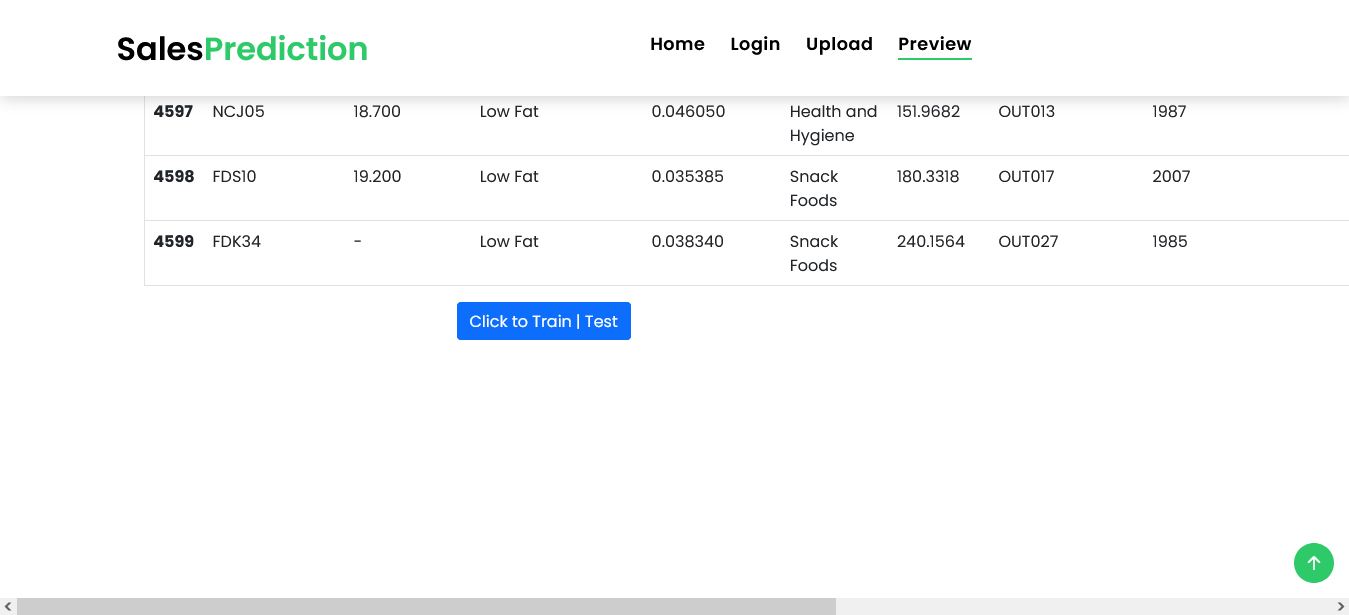 SalesPrediction Home Login Upload Preview
4597 NCJ05 18.700 Low Fat 0.046050 Health and 151.9682 OUT013 1987
Hygiene
4598 FDS10 19.200 Low Fat 0.035385 Snack 180.3318 OUT017 2007
Foods
4599 FDK34 - Low Fat 0.038340 Snack 240.1564 OUT027 1985
Foods
Click to Train | Test